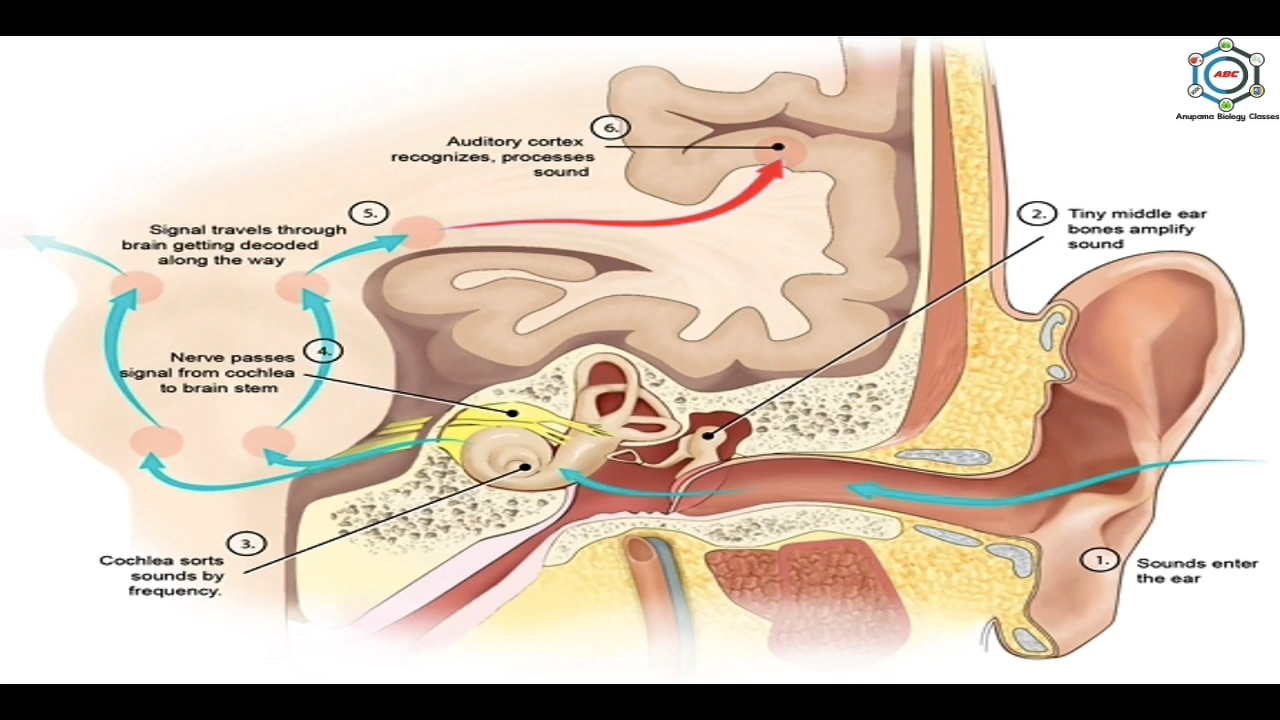 ABC
Anupama Biology Classes
6.
Auditory cortex
recognizes, processes
sound
5.
Signal travels through
brain getting decoded
along the way
2.
Tiny middle ear
bones amplify
sound
4.
Nerve passes
signal from cochlea
to brain stem
3.
Cochlea sorts
sounds by
frequency.
1.
Sounds enter
the ear